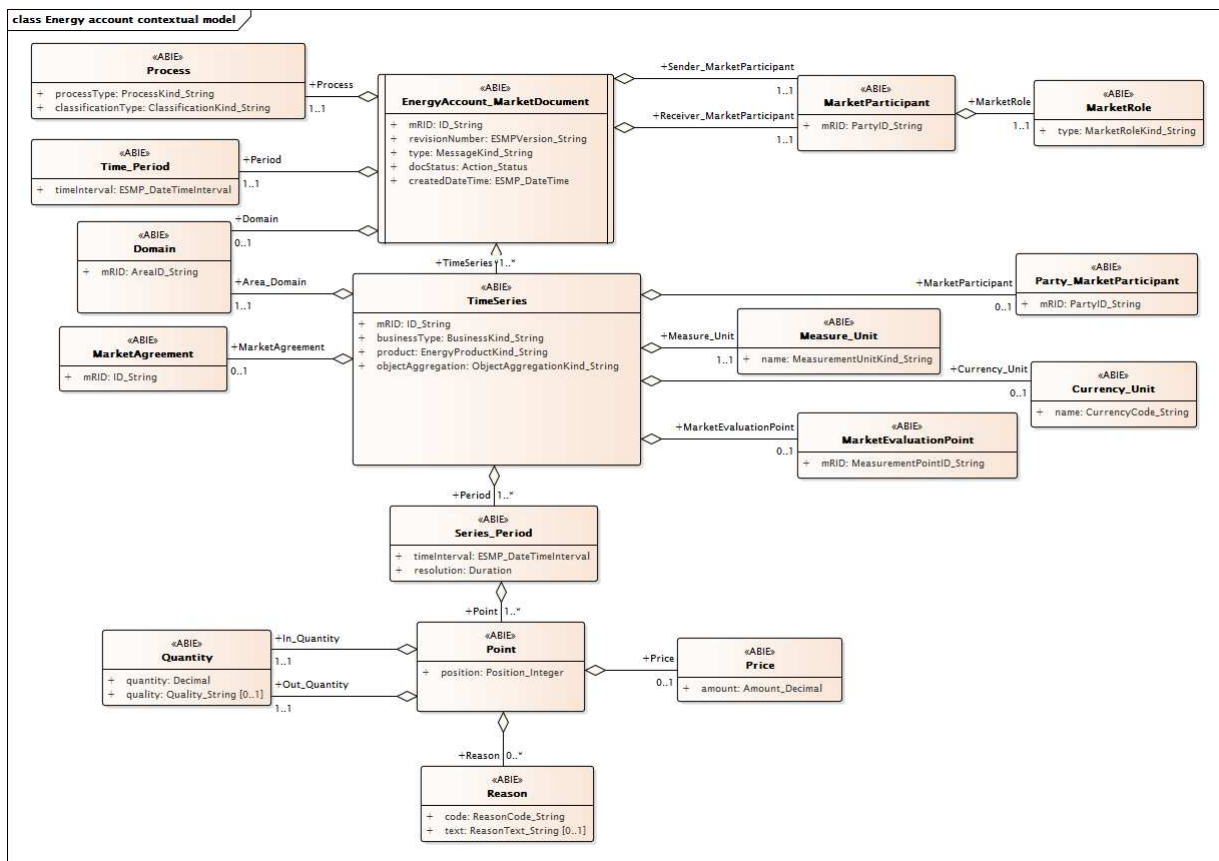 class Energy account contextual model
«ABIE»
Process
+ processType: ProcessKind_String
+ classificationType: ClassificationKind_String
+Process
1..1
«ABIE»
EnergyAccount_MarketDocument
+ mRID: ID_String
+ revisionNumber: ESMPVersion_String
+ type: MessageKind_String
+ docStatus: Action_Status
+ createdDateTime: ESMP_DateTime
+Sender_MarketParticipant
1..1
+Receiver_MarketParticipant
1..1
«ABIE»
MarketParticipant
+ mRID: PartyID_String
+MarketRole
1..1
«ABIE»
MarketRole
+ type: MarketRoleKind_String
«ABIE»
Time_Period
+ timeInterval: ESMP_DateTimeInterval
+Period
1..1
«ABIE»
Domain
+ mRID: AreaID_String
+Domain
0..1
+Area_Domain
1..1
+TimeSeries 1..*
«ABIE»
TimeSeries
+ mRID: ID_String
+ businessType: BusinessKind_String
+ product: EnergyProductKind_String
+ objectAggregation: ObjectAggregationKind_String
«ABIE»
MarketAgreement
+ mRID: ID_String
+MarketAgreement
0..1
+MarketParticipant
0..1
«ABIE»
Party_MarketParticipant
+ mRID: PartyID_String
+Measure_Unit
1..1
«ABIE»
Measure_Unit
+ name: MeasurementUnitKind_String
+Currency_Unit
0..1
«ABIE»
Currency_Unit
+ name: CurrencyCode_String
+MarketEvaluationPoint
0..1
«ABIE»
MarketEvaluationPoint
+ mRID: MeasurementPointID_String
+Period 1..*
«ABIE»
Series_Period
+ timeInterval: ESMP_DateTimeInterval
+ resolution: Duration
+Point 1..*
«ABIE»
Quantity
+ quantity: Decimal
+ quality: Quality_String [0..1]
+In_Quantity
1..1
+Out_Quantity
1..1
«ABIE»
Point
+ position: Position_Integer
+Price
0..1
«ABIE»
Price
+ amount: Amount_Decimal
+Reason 0..*
«ABIE»
Reason
+ code: ReasonCode_String
+ text: ReasonText_String [0..1]